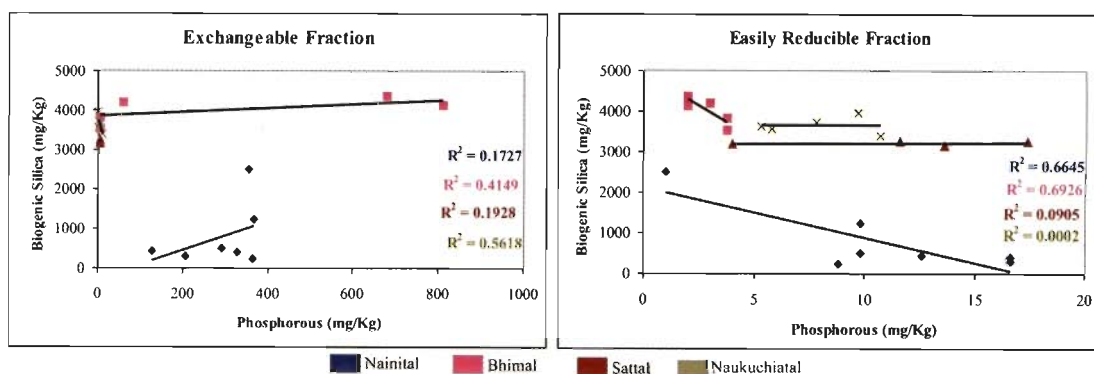 Exchangeable Fraction
Biogenic Silica (mg/Kg)
5000
4000
3000
2000
1000
0
R² = 0.1727
R² = 0.4149
R² = 0.1928
R² = 0.5618
0 200 400 600 800 1000
Phosphorous (mg/Kg)
Easily Reducible Fraction
Biogenic Silica (mg/Kg)
5000
4000
3000
2000
1000
0
R² = 0.6645
R² = 0.6926
R² = 0.0905
R² = 0.0002
0 5 10 15 20
Phosphorous (mg/Kg)
Nainital Bhimal Sattal Naukuchiatal